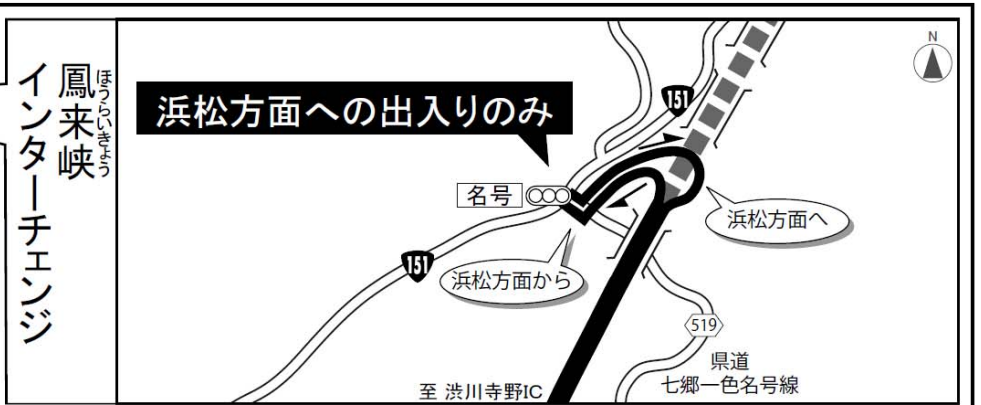 鳳来峡
ほうらいきょう
インターチェンジ
浜松方面への出入りのみ
N
151
名号
浜松方面へ
151
浜松方面から
519
県道
七郷一色名号線
至 渋川寺野IC